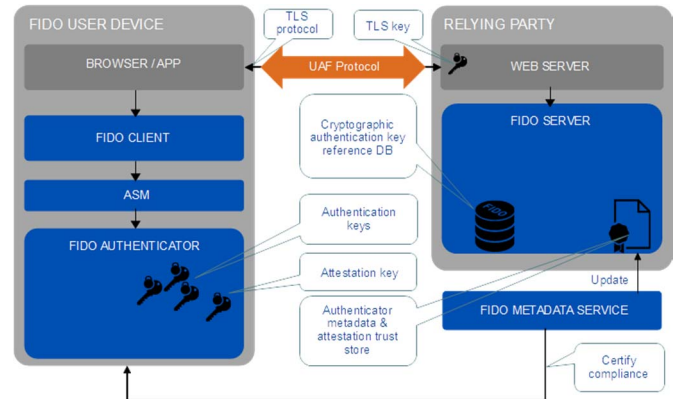 FIDO USER DEVICE
BROWSER / APP
FIDO CLIENT
ASM
FIDO AUTHENTICATOR
TLS
protocol
TLS key
UAF Protocol
Cryptographic
authentication key
reference DB
Authentication
keys
Attestation key
Authenticator
metadata &
attestation trust
store
RELYING PARTY
WEB SERVER
FIDO SERVER
FIDO
Update
FIDO METADATA SERVICE
Certify
compliance